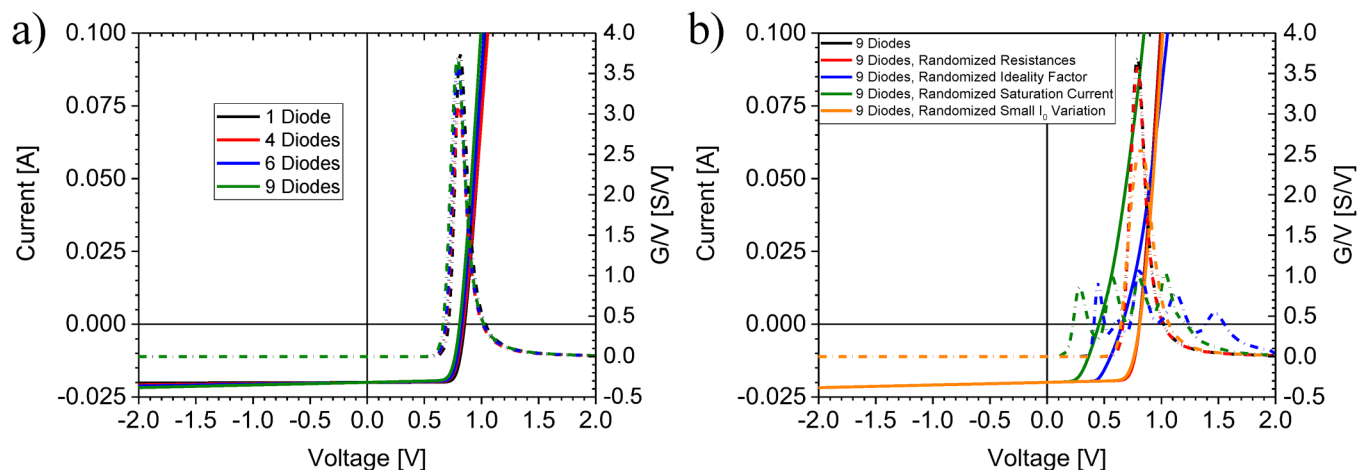 a)
0.100
0.075
0.050
0.025
0.000
-0.025
Current [A]
1 Diode
4 Diodes
6 Diodes
9 Diodes
4.0
3.5
3.0
2.5
2.0
1.5
1.0
0.5
0.0
-0.5
G/V [S/V]
-2.0 -1.5 -1.0 -0.5 0.0 0.5 1.0 1.5 2.0
Voltage [V]
b)
0.100
0.075
0.050
0.025
0.000
-0.025
Current [A]
9 Diodes
9 Diodes, Randomized Resistances
9 Diodes, Randomized Ideality Factor
9 Diodes, Randomized Saturation Current
9 Diodes, Randomized Small I₀ Variation
4.0
3.5
3.0
2.5
2.0
1.5
1.0
0.5
0.0
-0.5
G/V [S/V]
-2.0 -1.5 -1.0 -0.5 0.0 0.5 1.0 1.5 2.0
Voltage [V]